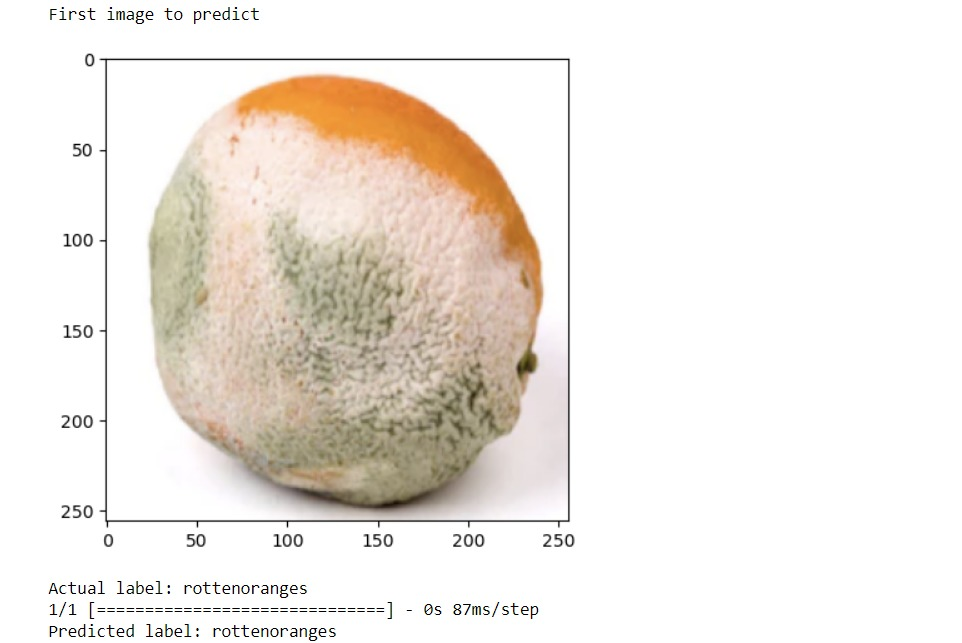 First image to predict
0
50
100
150
200
250
0 50 100 150 200 250
Actual label: rottenoranges
1/1 [==============================] - 0s 87ms/step
Predicted label: rottenoranges